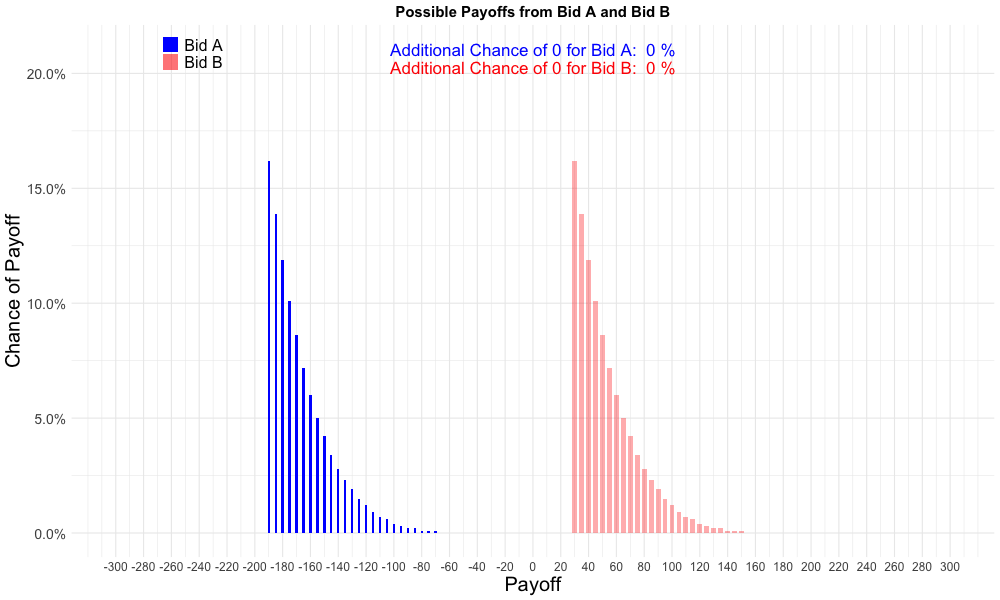 Possible Payoffs from Bid A and Bid B
Bid A
Bid B
Additional Chance of 0 for Bid A:  0 %
Additional Chance of 0 for Bid B:  0 %
Chance of Payoff
20.0%
15.0%
10.0%
5.0%
0.0%
-300 -280 -260 -240 -220 -200 -180 -160 -140 -120 -100 -80 -60 -40 -20 0 20 40 60 80 100 120 140 160 180 200 220 240 260 280 300
Payoff